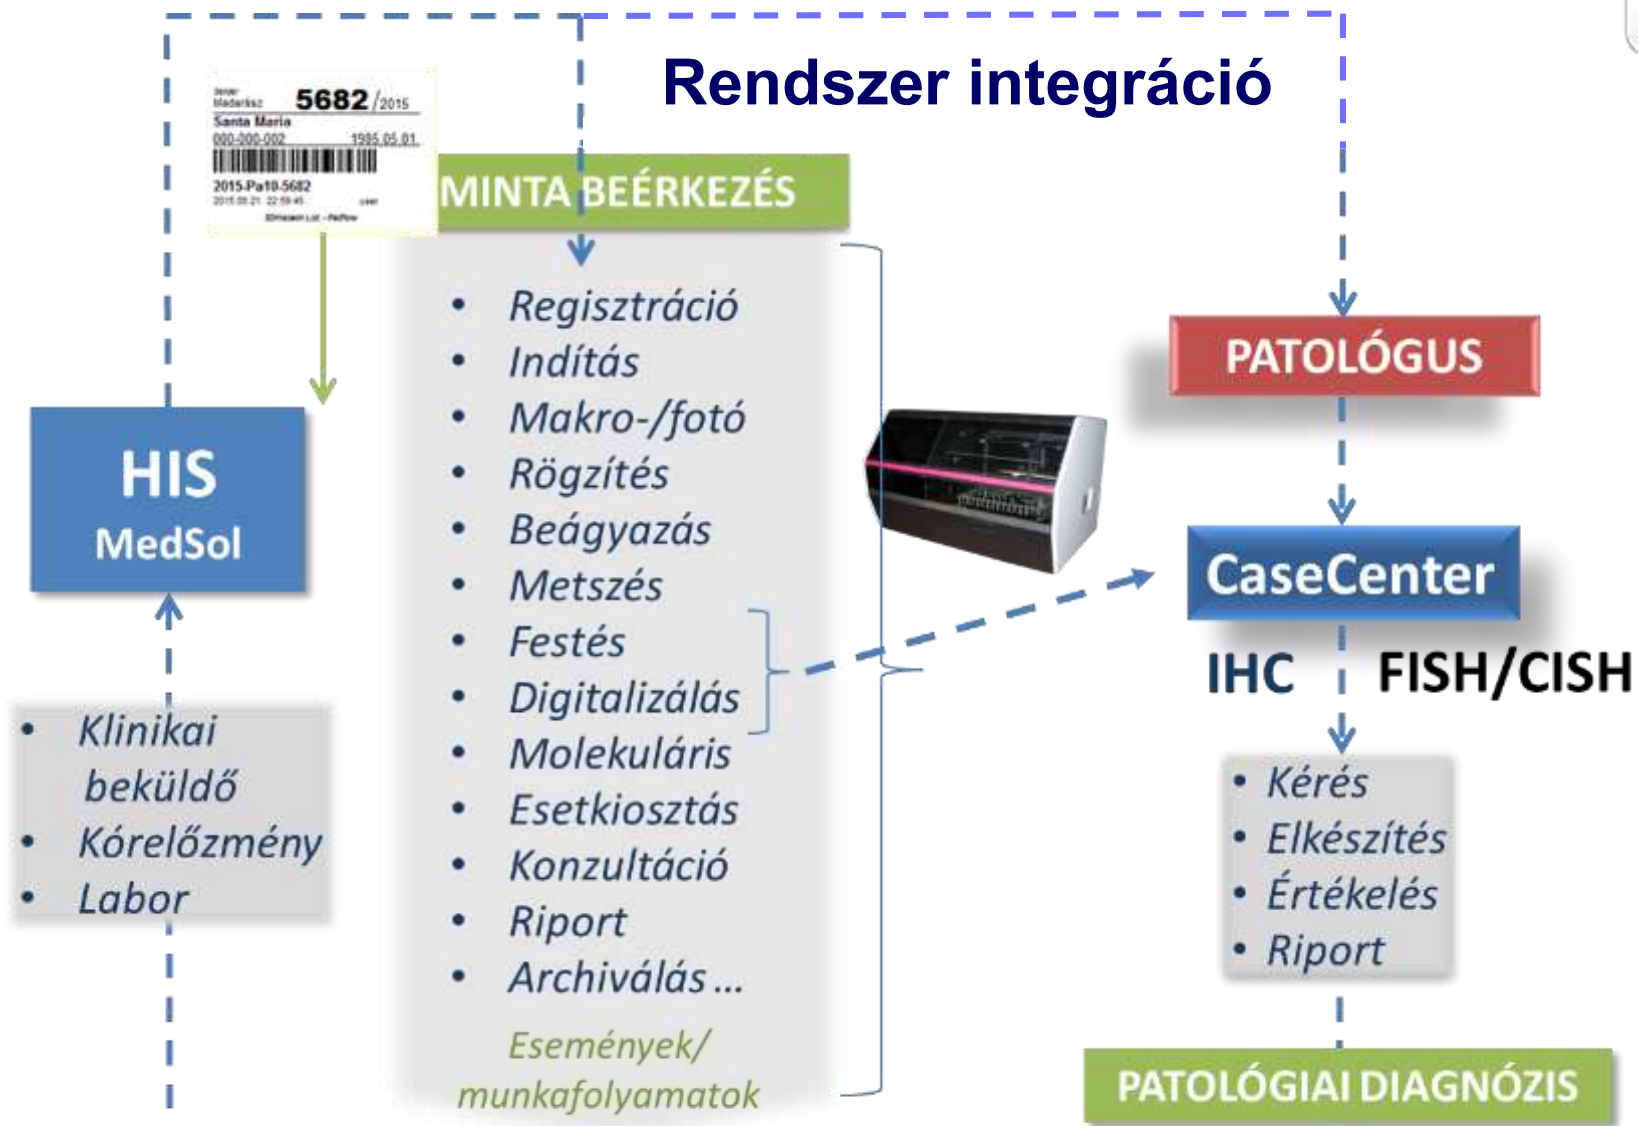 Rendszer integráció
5682/2015
Santa Maria
000-000-002 1985.05.01.
2015-Pa10-5682
MINTA BEÉRKEZÉS
• Regisztráció
• Indítás
• Makro-/fotó
• Rögzítés
• Beágyazás
• Metszés
• Festés
• Digitalizálás
• Molekuláris
• Esetkiosztás
• Konzultáció
• Riport
• Archiválás ...
Események/
munkafolyamatok
HIS
MedSol
• Klinikai
beküldő
• Kórelőzmény
• Labor
PATOLÓGUS
CaseCenter
IHC FISH/CISH
• Kérés
• Elkészítés
• Értékelés
• Riport
PATOLÓGIAI DIAGNÓZIS